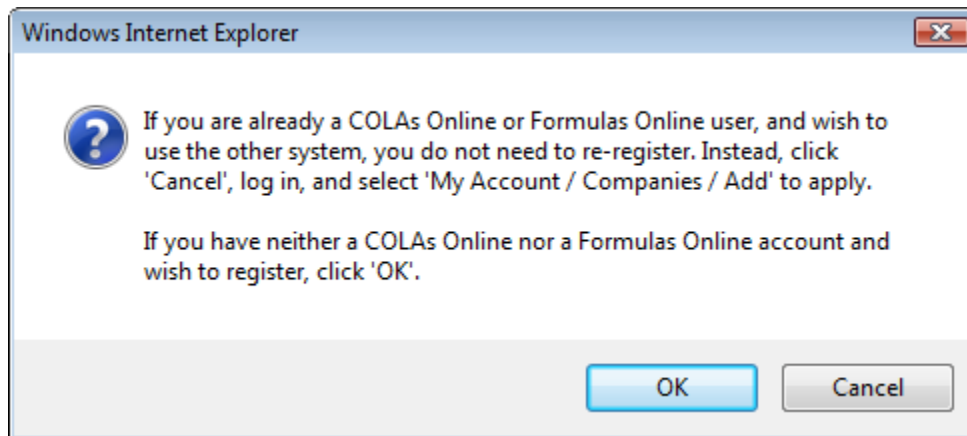 Windows Internet Explorer
If you are already a COLAs Online or Formulas Online user, and wish to
use the other system, you do not need to re-register. Instead, click
'Cancel', log in, and select 'My Account / Companies / Add' to apply.
If you have neither a COLAs Online nor a Formulas Online account and
wish to register, click 'OK'.
OK
Cancel